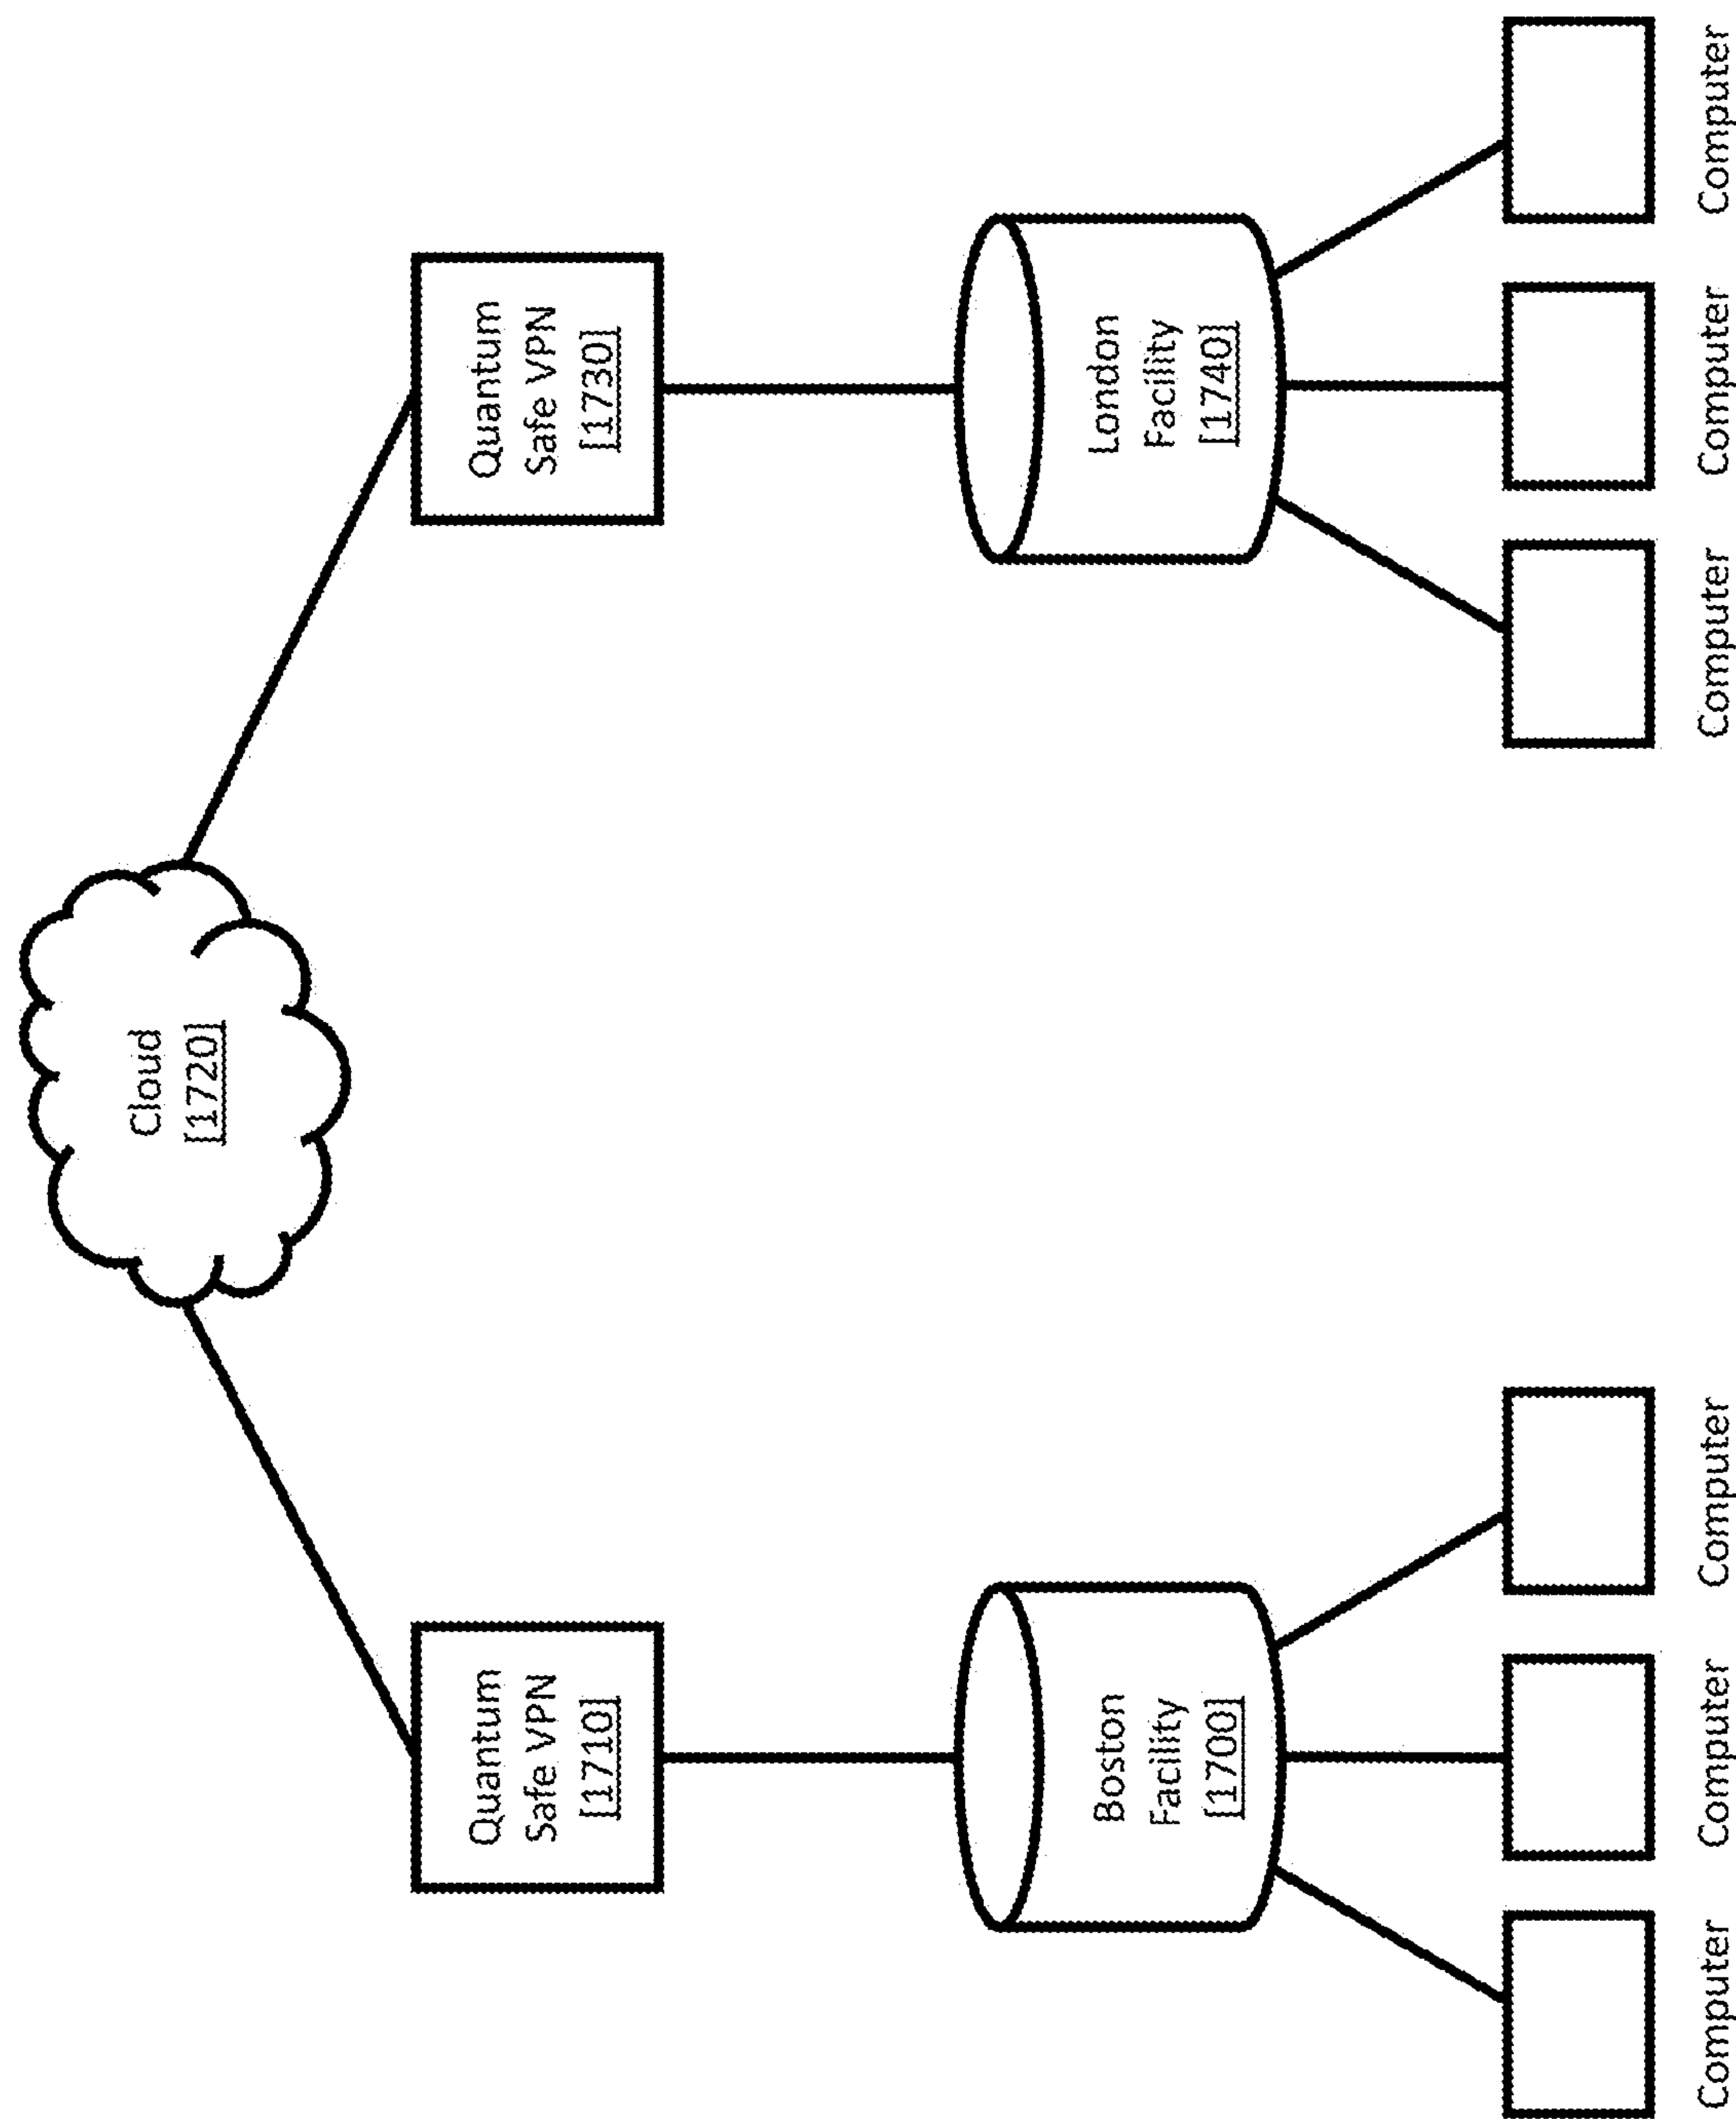 Cloud
[1720]
Quantum
Safe VPN
[1710]
Quantum
Safe VPN
[1730]
Boston
Facility
[1700]
London
Facility
[1740]
Computer
Computer
Computer
Computer
Computer
Computer